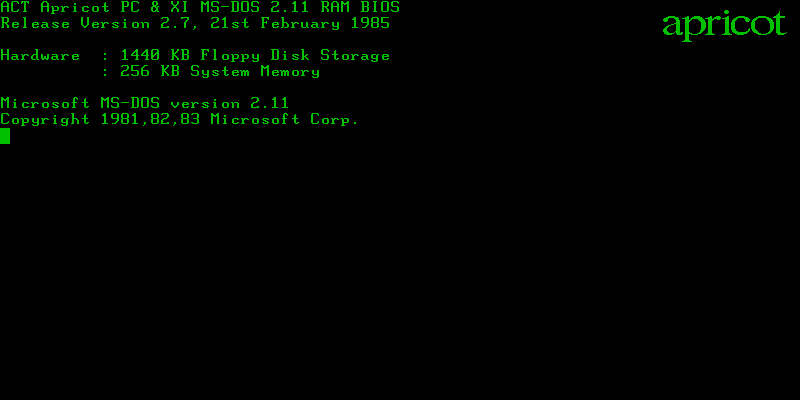 ACT Apricot PC & XI MS-DOS 2.11 RAM BIOS
apricot
Release Version 2.7, 21st February 1985
Hardware  : 1440 KB Floppy Disk Storage
          : 256 KB System Memory
Microsoft MS-DOS version 2.11
Copyright 1981,82,83 Microsoft Corp.